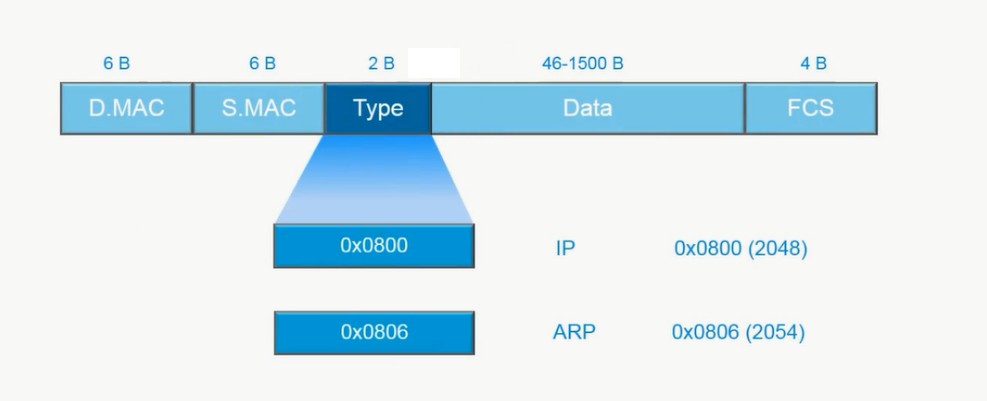 6 B 6 B 2 B 46-1500 B 4 B
D.MAC S.MAC Type Data FCS
0x0800 IP 0x0800 (2048)
0x0806 ARP 0x0806 (2054)